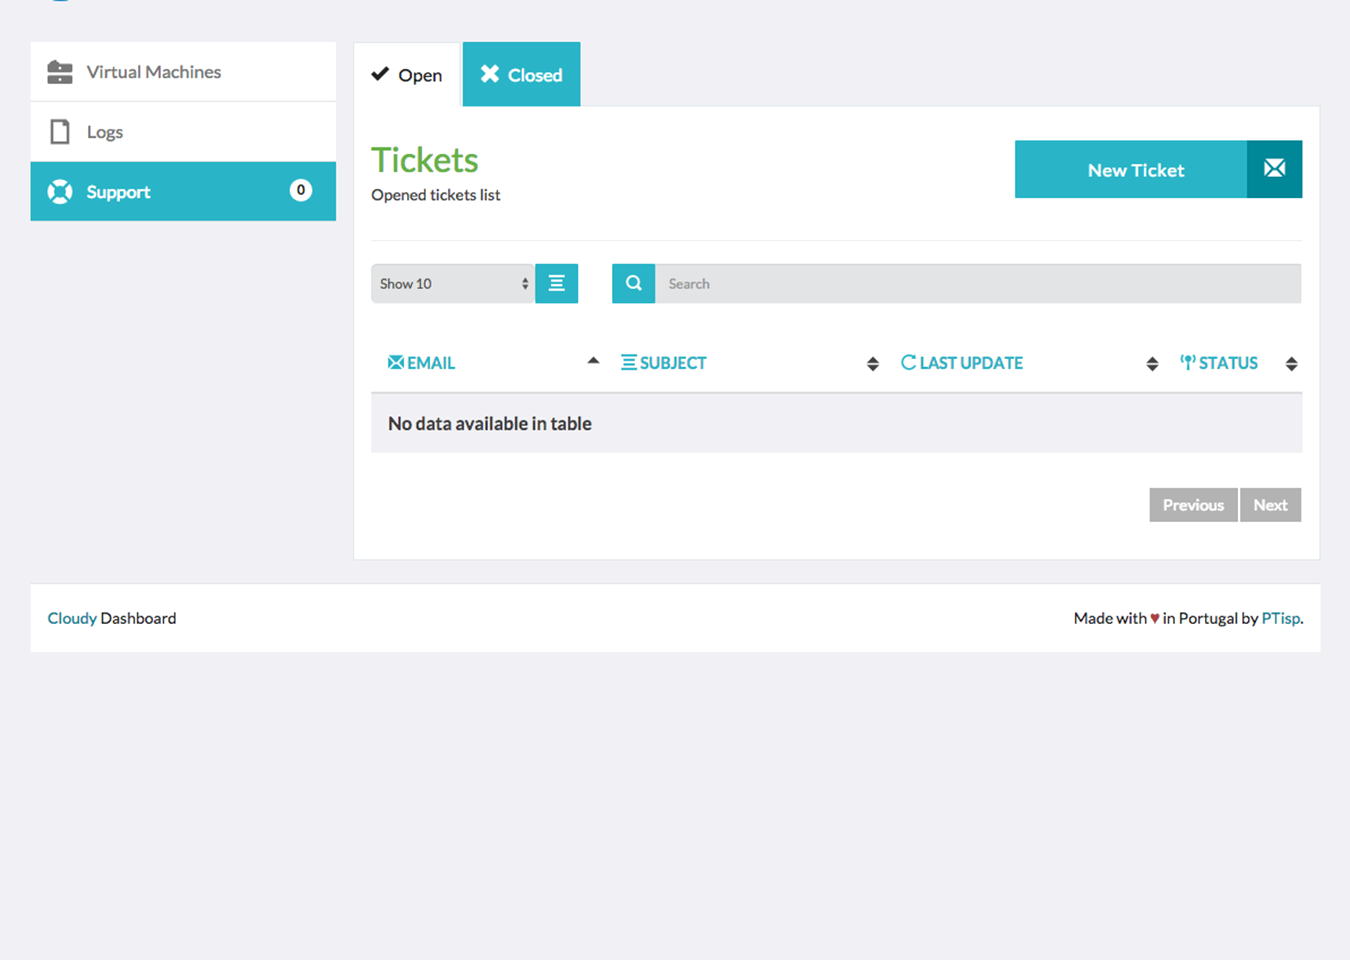 Virtual Machines
Logs
Support 0
Open Closed
Tickets
Opened tickets list
New Ticket
Show 10
Search
EMAIL SUBJECT LAST UPDATE STATUS
No data available in table
Previous Next
Cloudy Dashboard
Made with ♥ in Portugal by PTisp.